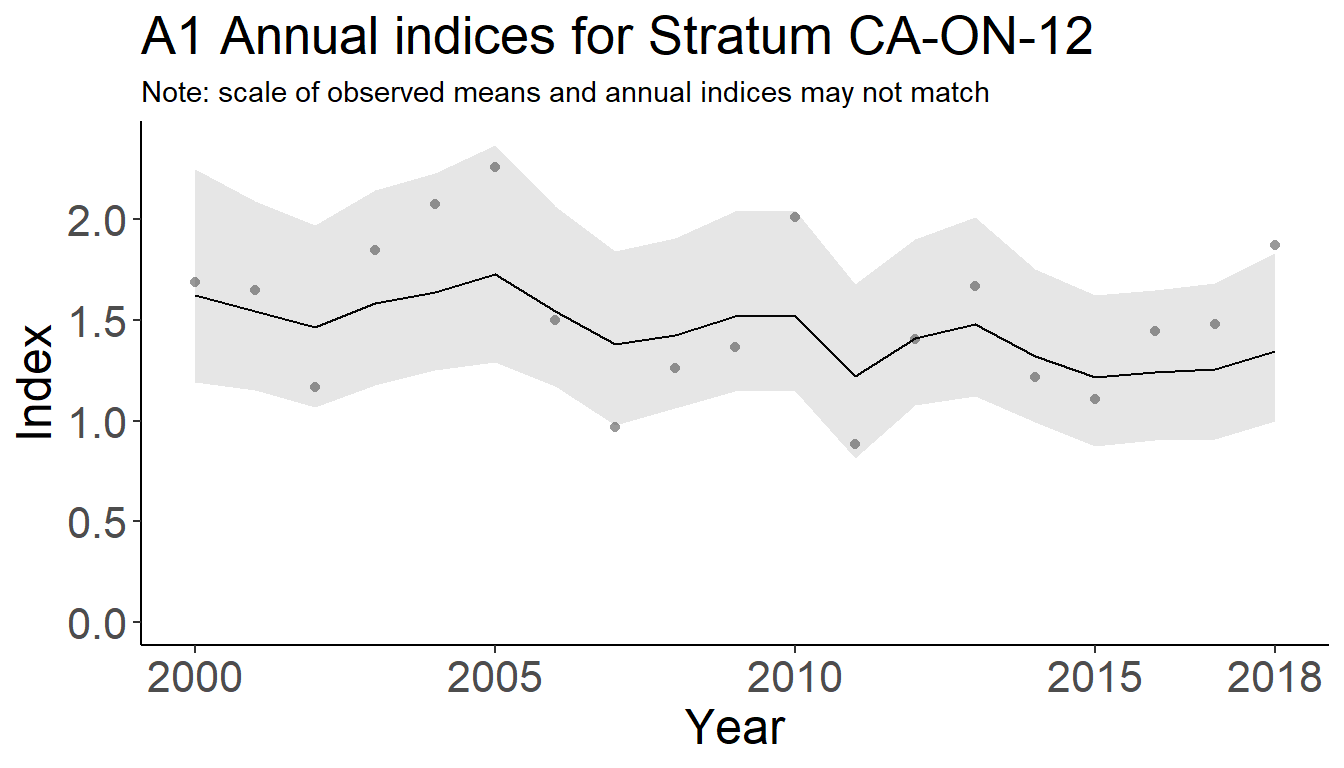 A1 Annual indices for Stratum CA-ON-12
Note: scale of observed means and annual indices may not match
Index
2.0
1.5
1.0
0.5
0.0
2000 2005 2010 2015 2018
Year